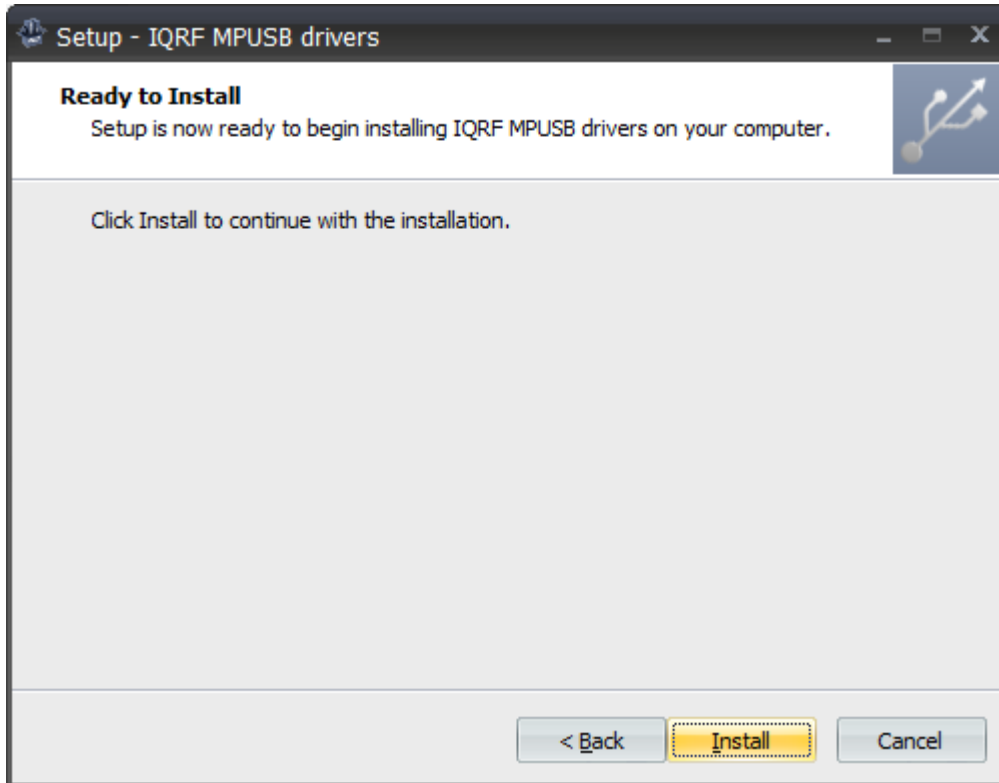 Setup - IQRF MPUSB drivers
Ready to Install
Setup is now ready to begin installing IQRF MPUSB drivers on your computer.
Click Install to continue with the installation.
< Back Install Cancel